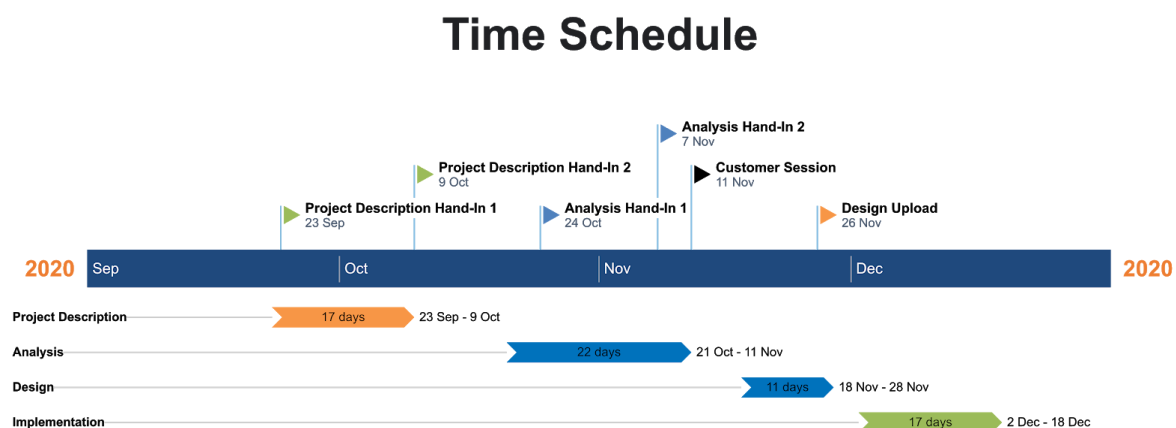 Time Schedule
Analysis Hand-In 2
7 Nov
Project Description Hand-In 2
9 Oct
Customer Session
11 Nov
Project Description Hand-In 1
23 Sep
Analysis Hand-In 1
24 Oct
Design Upload
26 Nov
2020 Sep Oct Nov Dec 2020
Project Description 17 days 23 Sep - 9 Oct
Analysis 22 days 21 Oct - 11 Nov
Design 11 days 18 Nov - 28 Nov
Implementation 17 days 2 Dec - 18 Dec